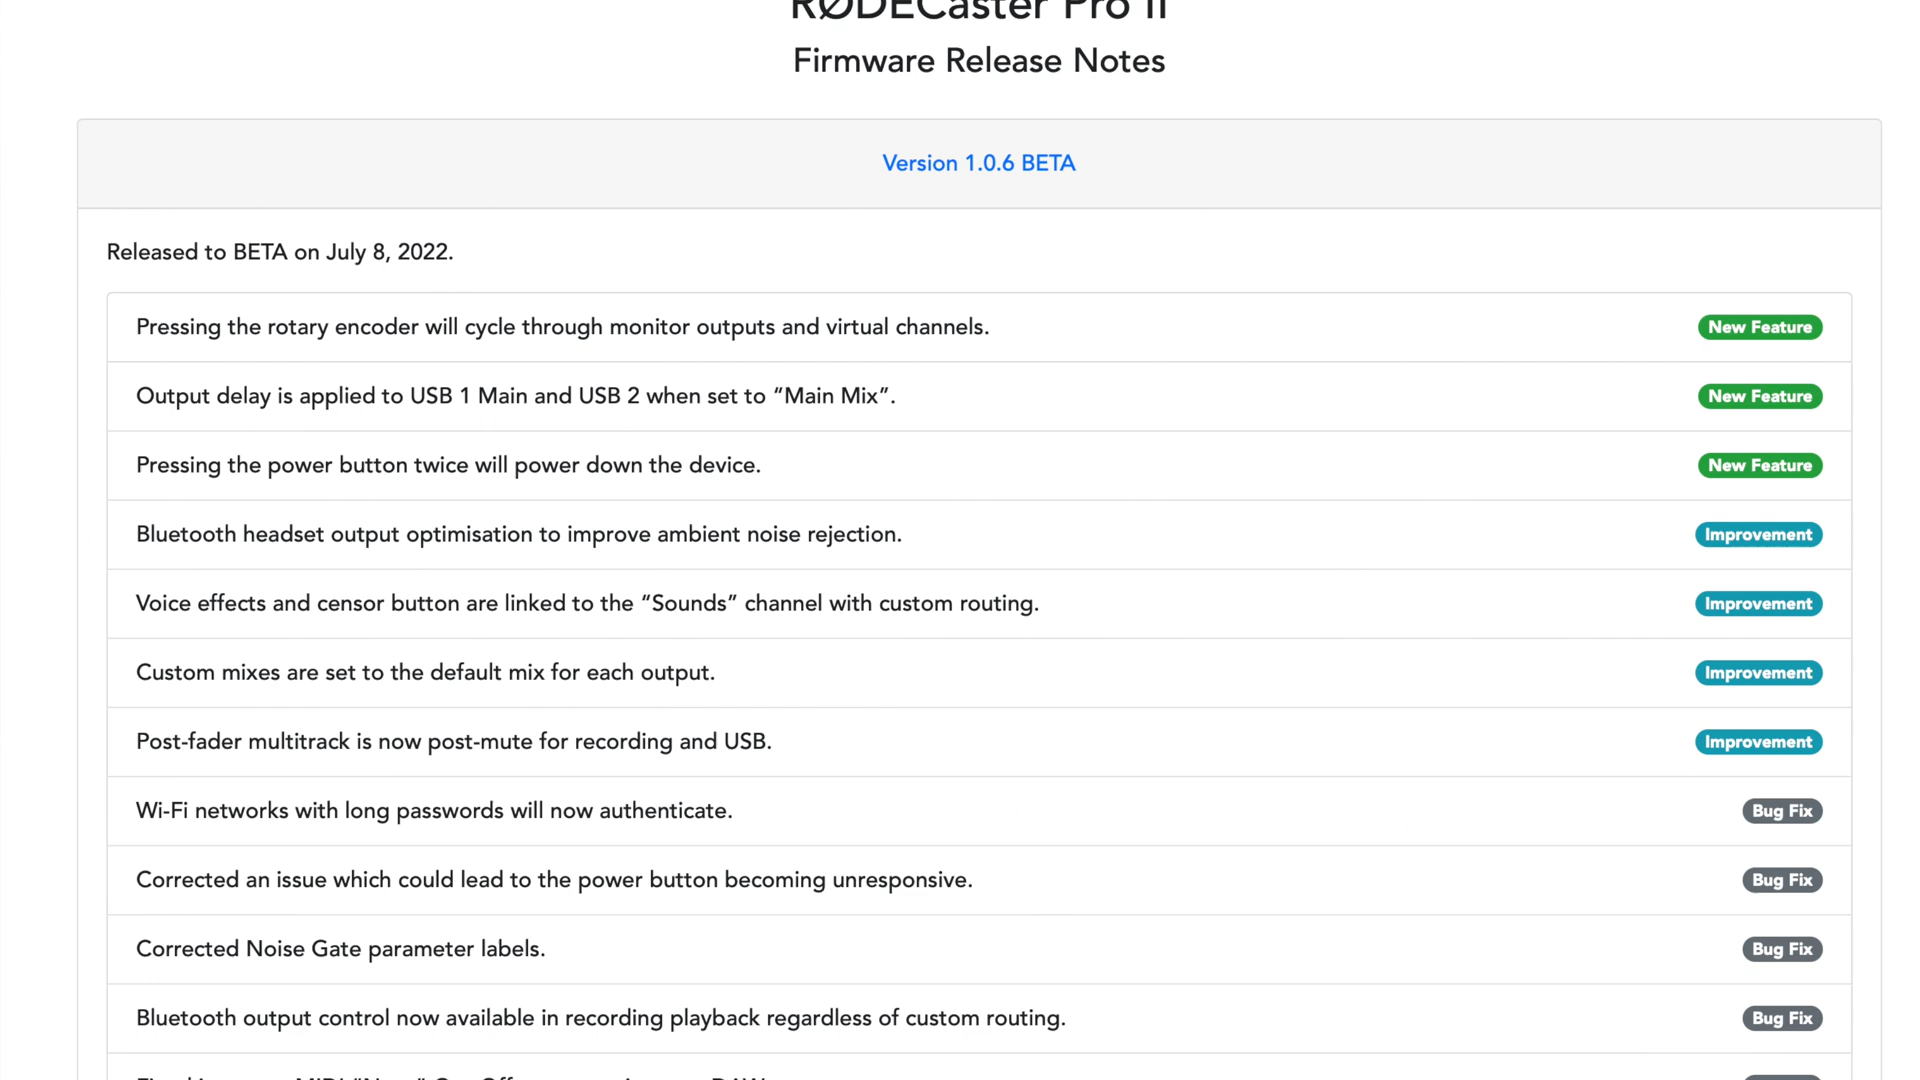 RØDECaster Pro II
Firmware Release Notes
Version 1.0.6 BETA
Released to BETA on July 8, 2022.
Pressing the rotary encoder will cycle through monitor outputs and virtual channels. New Feature
Output delay is applied to USB 1 Main and USB 2 when set to “Main Mix”. New Feature
Pressing the power button twice will power down the device. New Feature
Bluetooth headset output optimisation to improve ambient noise rejection. Improvement
Voice effects and censor button are linked to the “Sounds” channel with custom routing. Improvement
Custom mixes are set to the default mix for each output. Improvement
Post-fader multitrack is now post-mute for recording and USB. Improvement
Wi-Fi networks with long passwords will now authenticate. Bug Fix
Corrected an issue which could lead to the power button becoming unresponsive. Bug Fix
Corrected Noise Gate parameter labels. Bug Fix
Bluetooth output control now available in recording playback regardless of custom routing. Bug Fix